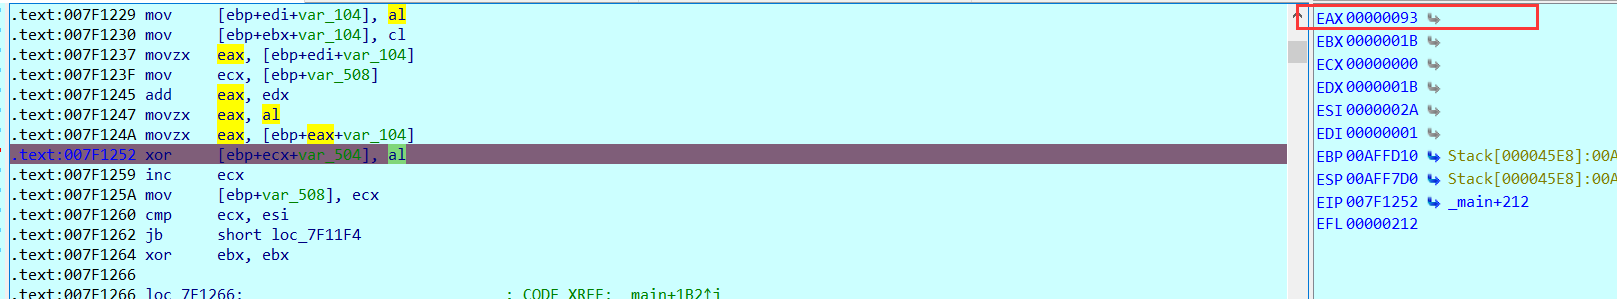 .text:007F1229 mov [ebp+edi+var_104], al
.text:007F1230 mov [ebp+ebx+var_104], cl
.text:007F1237 movzx eax, [ebp+edi+var_104]
.text:007F123F mov ecx, [ebp+var_508]
.text:007F1245 add eax, edx
.text:007F1247 movzx eax, al
.text:007F124A movzx eax, [ebp+eax+var_104]
.text:007F1252 xor [ebp+ecx+var_504], al
.text:007F1259 inc ecx
.text:007F125A mov [ebp+var_508], ecx
.text:007F1260 cmp ecx, esi
.text:007F1262 jb short loc_7F11F4
.text:007F1264 xor ebx, ebx
.text:007F1266
.text:007F1266 loc_7F1266: ; CODE XREF: _main+1B2↑j
EAX 00000093
EBX 0000001B
ECX 00000000
EDX 0000001B
ESI 0000002A
EDI 00000001
EBP 00AFFD10 Stack[000045E8]:00A
ESP 00AFF7D0 Stack[000045E8]:00A
EIP 007F1252 _main+212
EFL 00000212